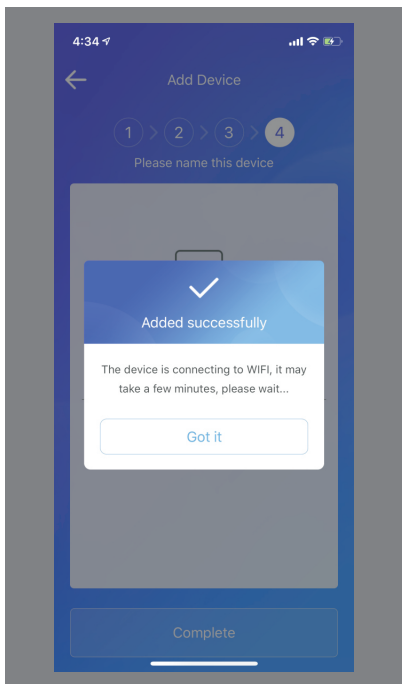 4:34
Add Device
1 > 2 > 3 > 4
Please name this device
Added successfully
The device is connecting to WIFI, it may
take a few minutes, please wait...
Got it
Complete